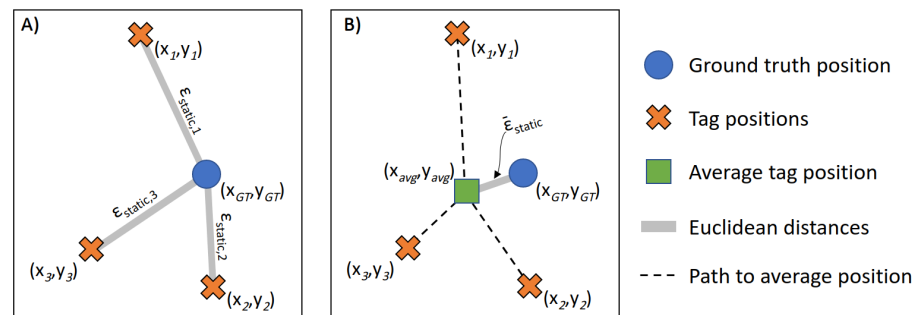 A)
(x1,y1)
εstatic,1
(xGT,yGT)
εstatic,3
εstatic,2
(x3,y3)
(x2,y2)
B)
(x1,y1)
ε̄static
(xavg,yavg)
(xGT,yGT)
(x3,y3)
(x2,y2)
Ground truth position
Tag positions
Average tag position
Euclidean distances
Path to average position